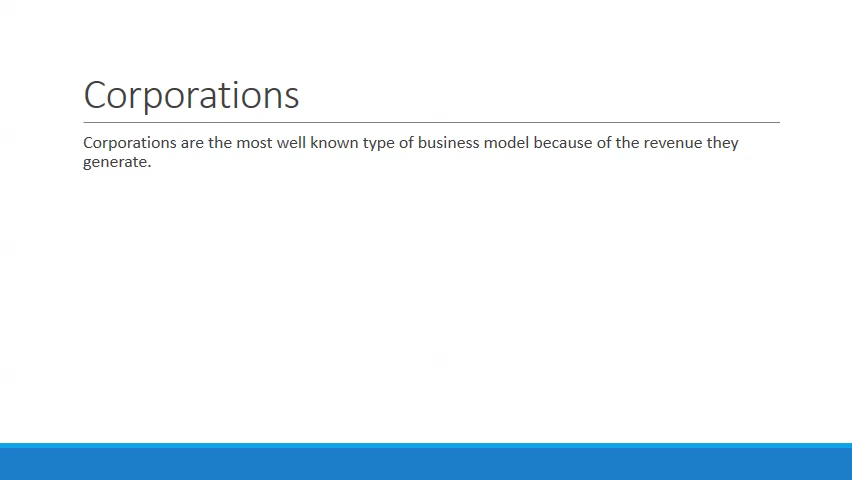 Corporations
Corporations are the most well known type of business model because of the revenue they
generate.